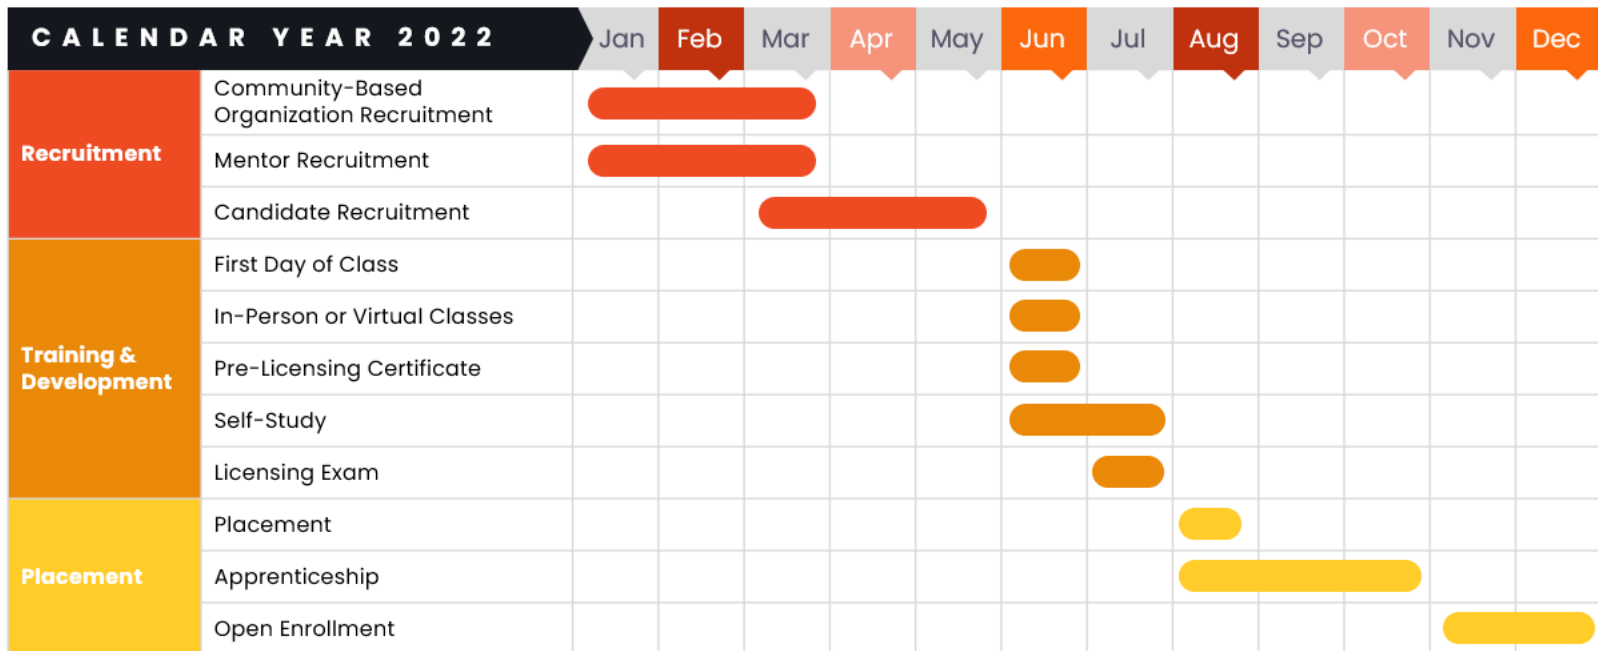 CALENDAR YEAR 2022 Jan Feb Mar Apr May Jun Jul Aug Sep Oct Nov Dec
Recruitment
Community-Based
Organization Recruitment
Mentor Recruitment
Candidate Recruitment
Training &
Development
First Day of Class
In-Person or Virtual Classes
Pre-Licensing Certificate
Self-Study
Licensing Exam
Placement
Placement
Apprenticeship
Open Enrollment